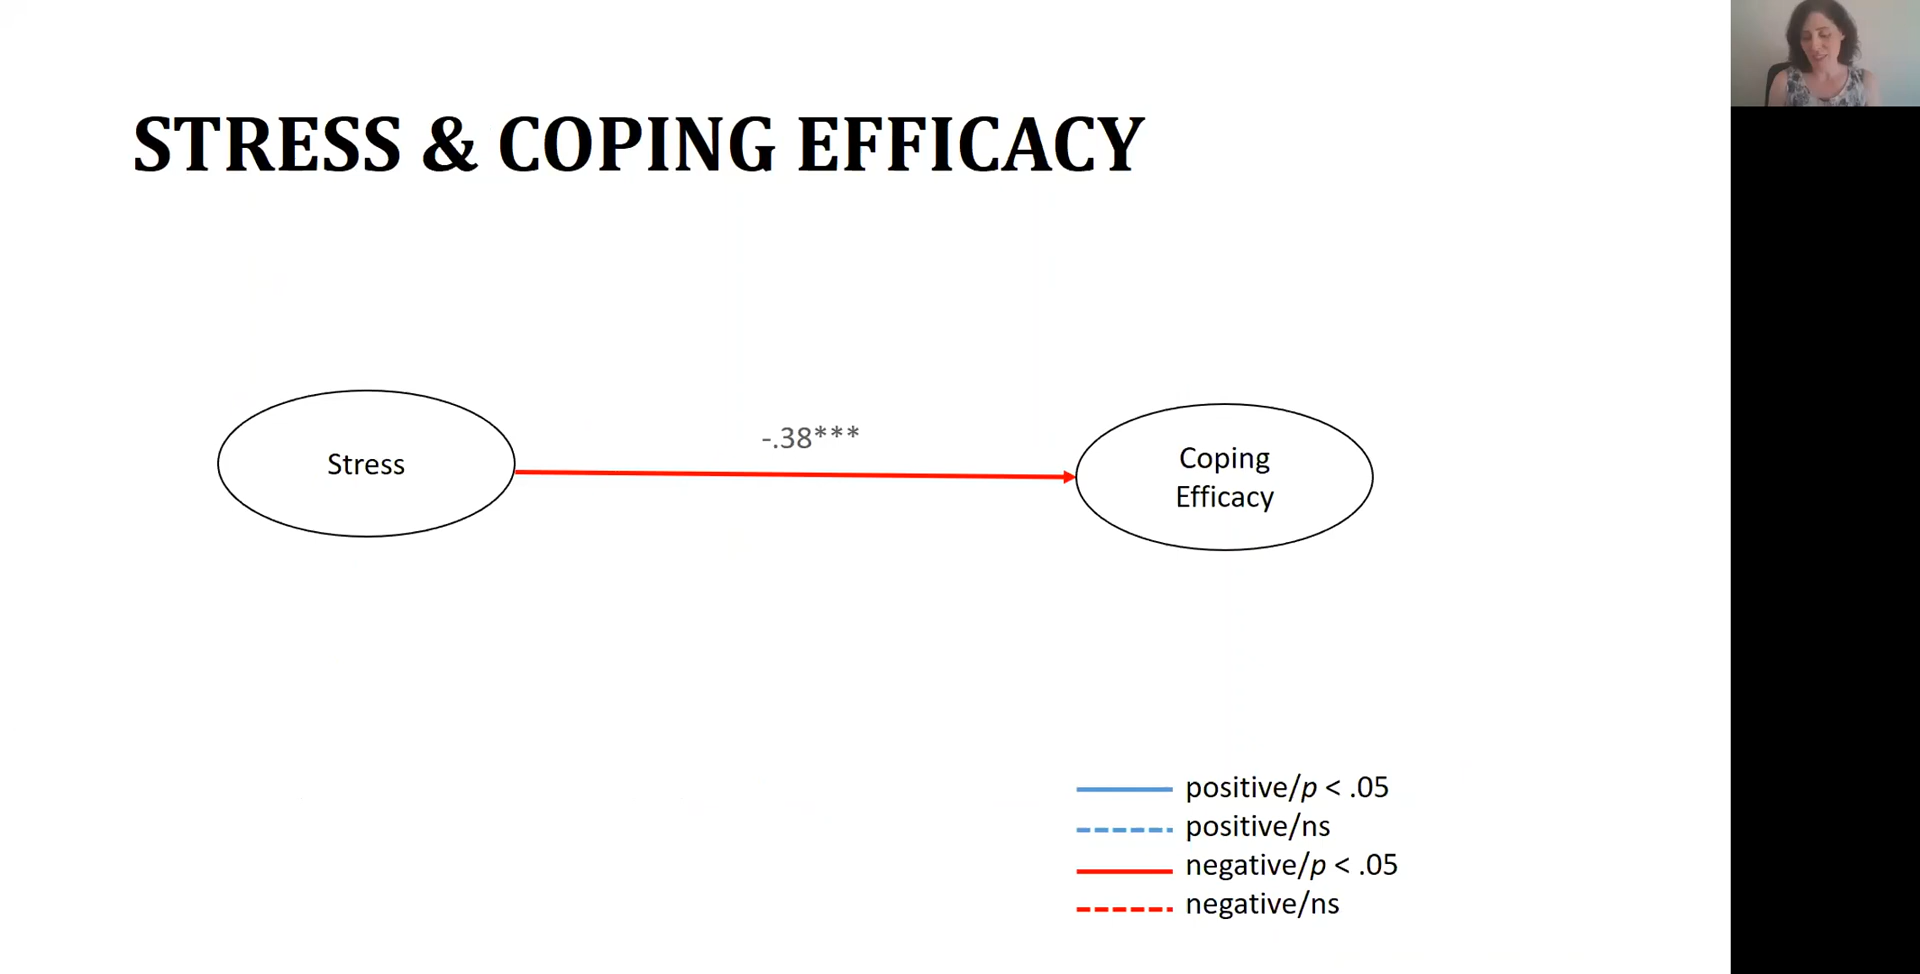 STRESS & COPING EFFICACY
-.38***
Stress
Coping
Efficacy
positive/p < .05
positive/ns
negative/p < .05
negative/ns